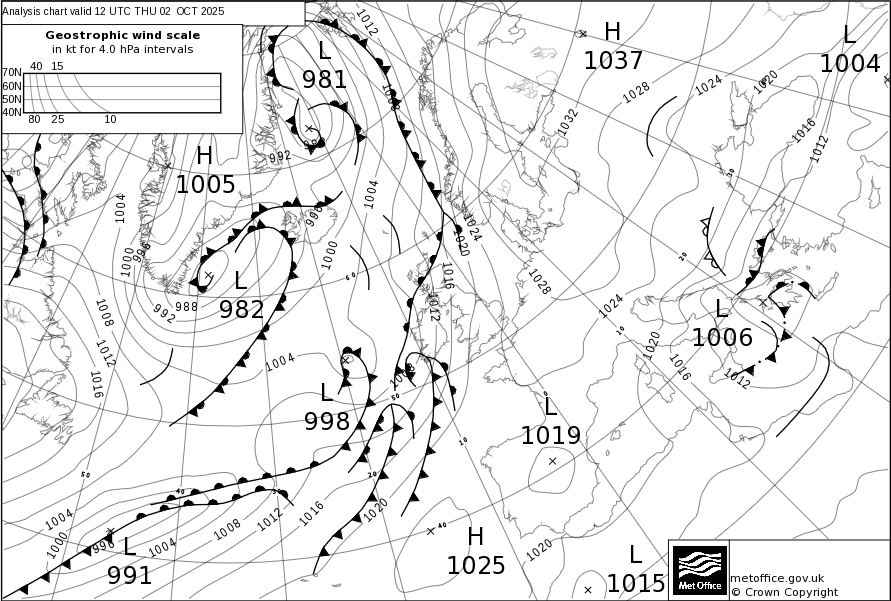 Analysis chart valid 12 UTC THU 02 OCT 2025
Geostrophic wind scale
in kt for 4.0 hPa intervals
40 15
70N
60N
50N
40N
80 25 10
L
981
H
1037
L
1004
H
1005
L
982
L
998
L
1006
L
1019
H
1025
L
1015
L
991
1012
1028
1024
1020
1032
1016
1012
992
1004
1004
996
1000
1000
996
988
992
1008
1012
1016
1004
1024
1020
1016
1012
1028
1024
1020
1016
1012
1004
1000
996
1004
1008
1012
1016
1020
1020
60
50
50
40
30
20
10
0
10
20
30
40
Met Office
metoffice.gov.uk
© Crown Copyright